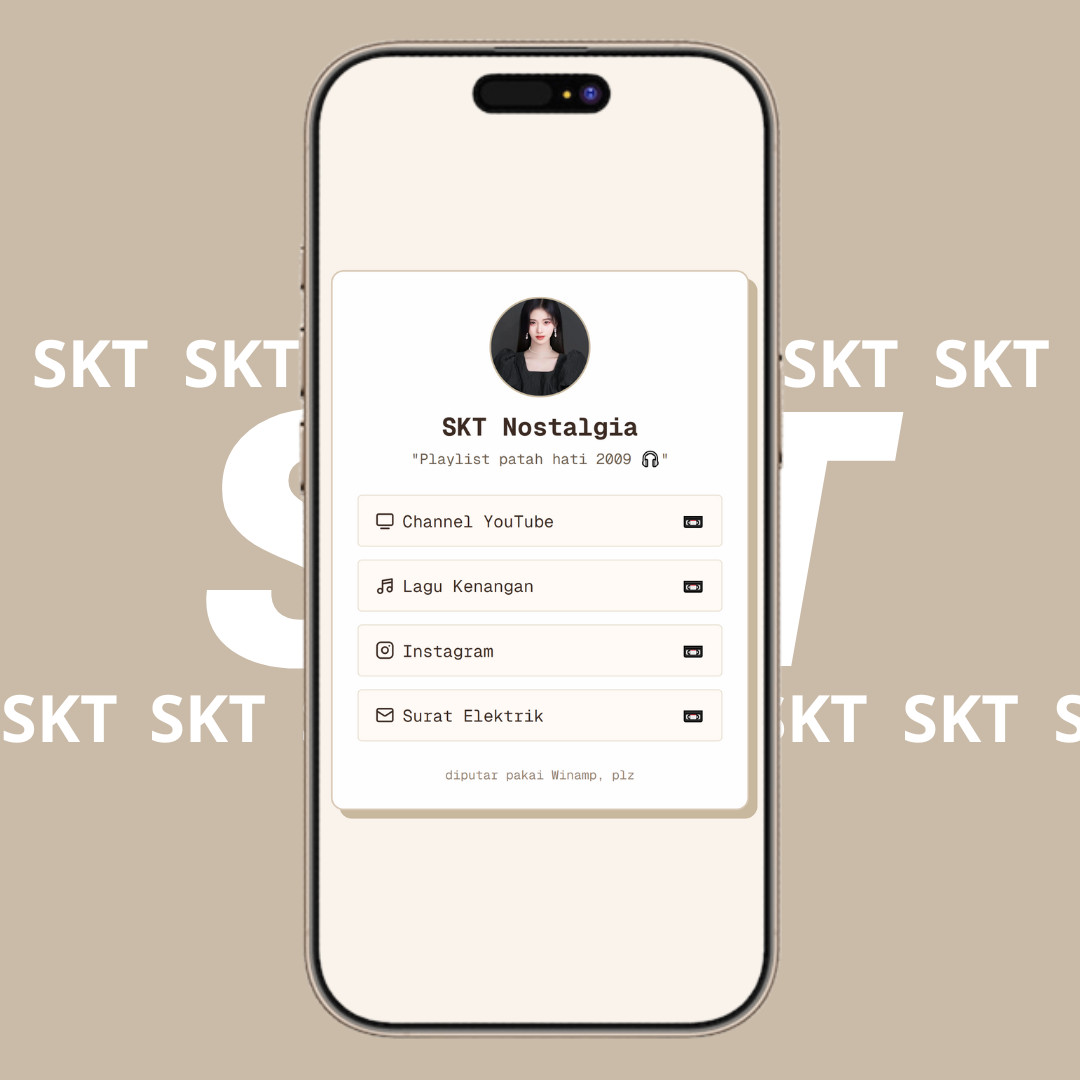 SKT SKT SKT SKT
S T
SKT Nostalgia
"Playlist patah hati 2009 🎧"
Channel YouTube
Lagu Kenangan
Instagram
Surat Elektrik
SKT SKT SKT SKT
diputar pakai Winamp, plz